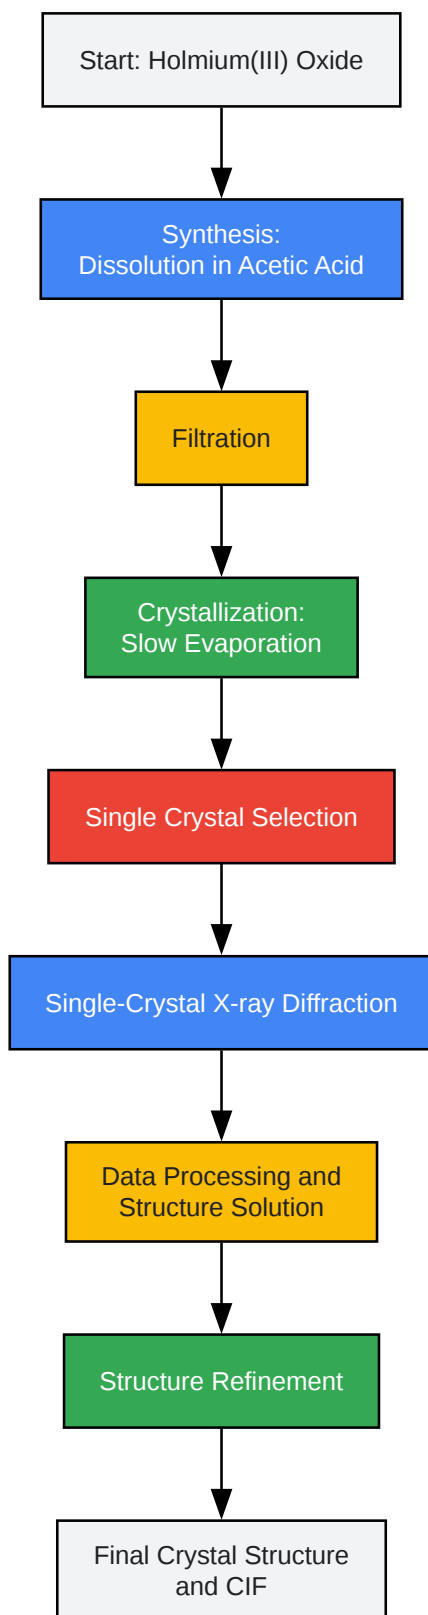 Start: Holmium(III) Oxide
Synthesis:
Dissolution in Acetic Acid
Filtration
Crystallization:
Slow Evaporation
Single Crystal Selection
Single-Crystal X-ray Diffraction
Data Processing and
Structure Solution
Structure Refinement
Final Crystal Structure
and CIF